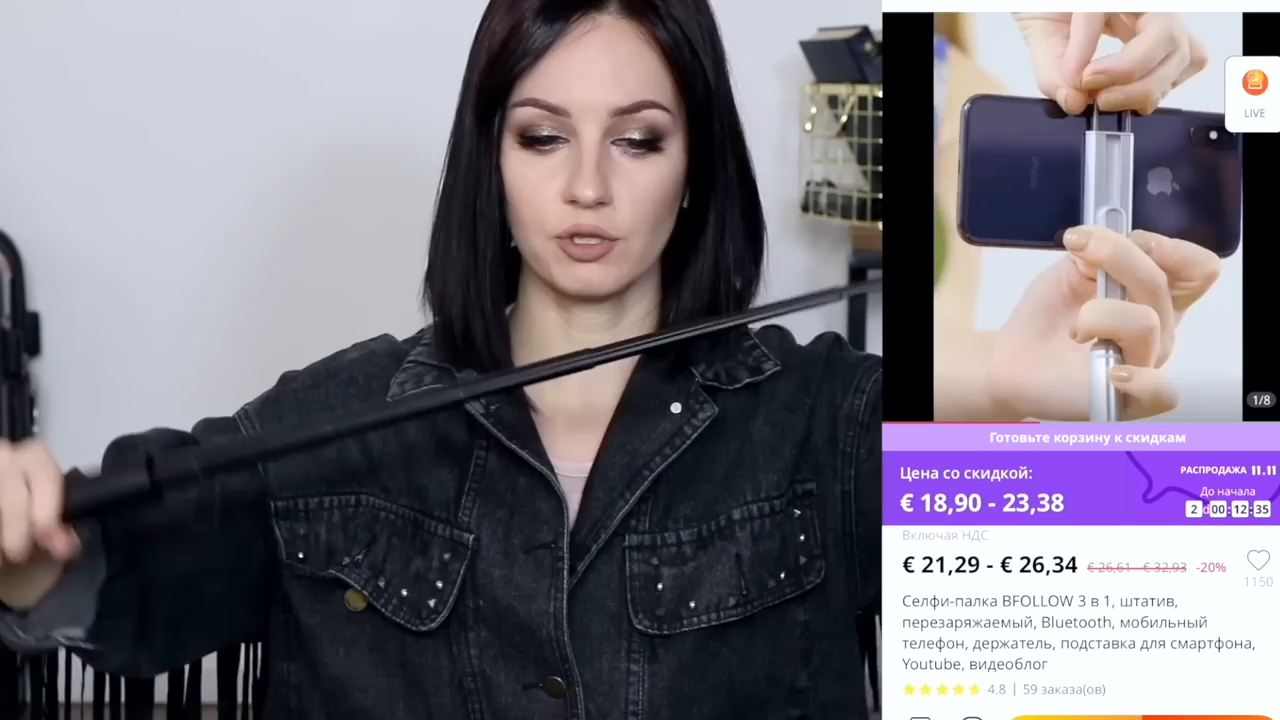 LIVE
1/8
Готовьте корзину к скидкам
Цена со скидкой:
€ 18,90 - 23,38
РАСПРОДАЖА 11.11
До начала
2 d 00 : 12 : 35
Включая НДС
€ 21,29 - € 26,34 € 26,61 - € 32,93 -20%
1150
Селфи-палка BFOLLOW 3 в 1, штатив,
перезаряжаемый, Bluetooth, мобильный
телефон, держатель, подставка для смартфона,
Youtube, видеоблог
4.8 | 59 заказа(ов)